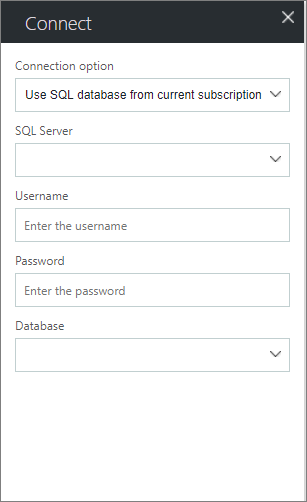 Connect
Connection option
Use SQL database from current subscription
SQL Server
Username
Enter the username
Password
Enter the password
Database